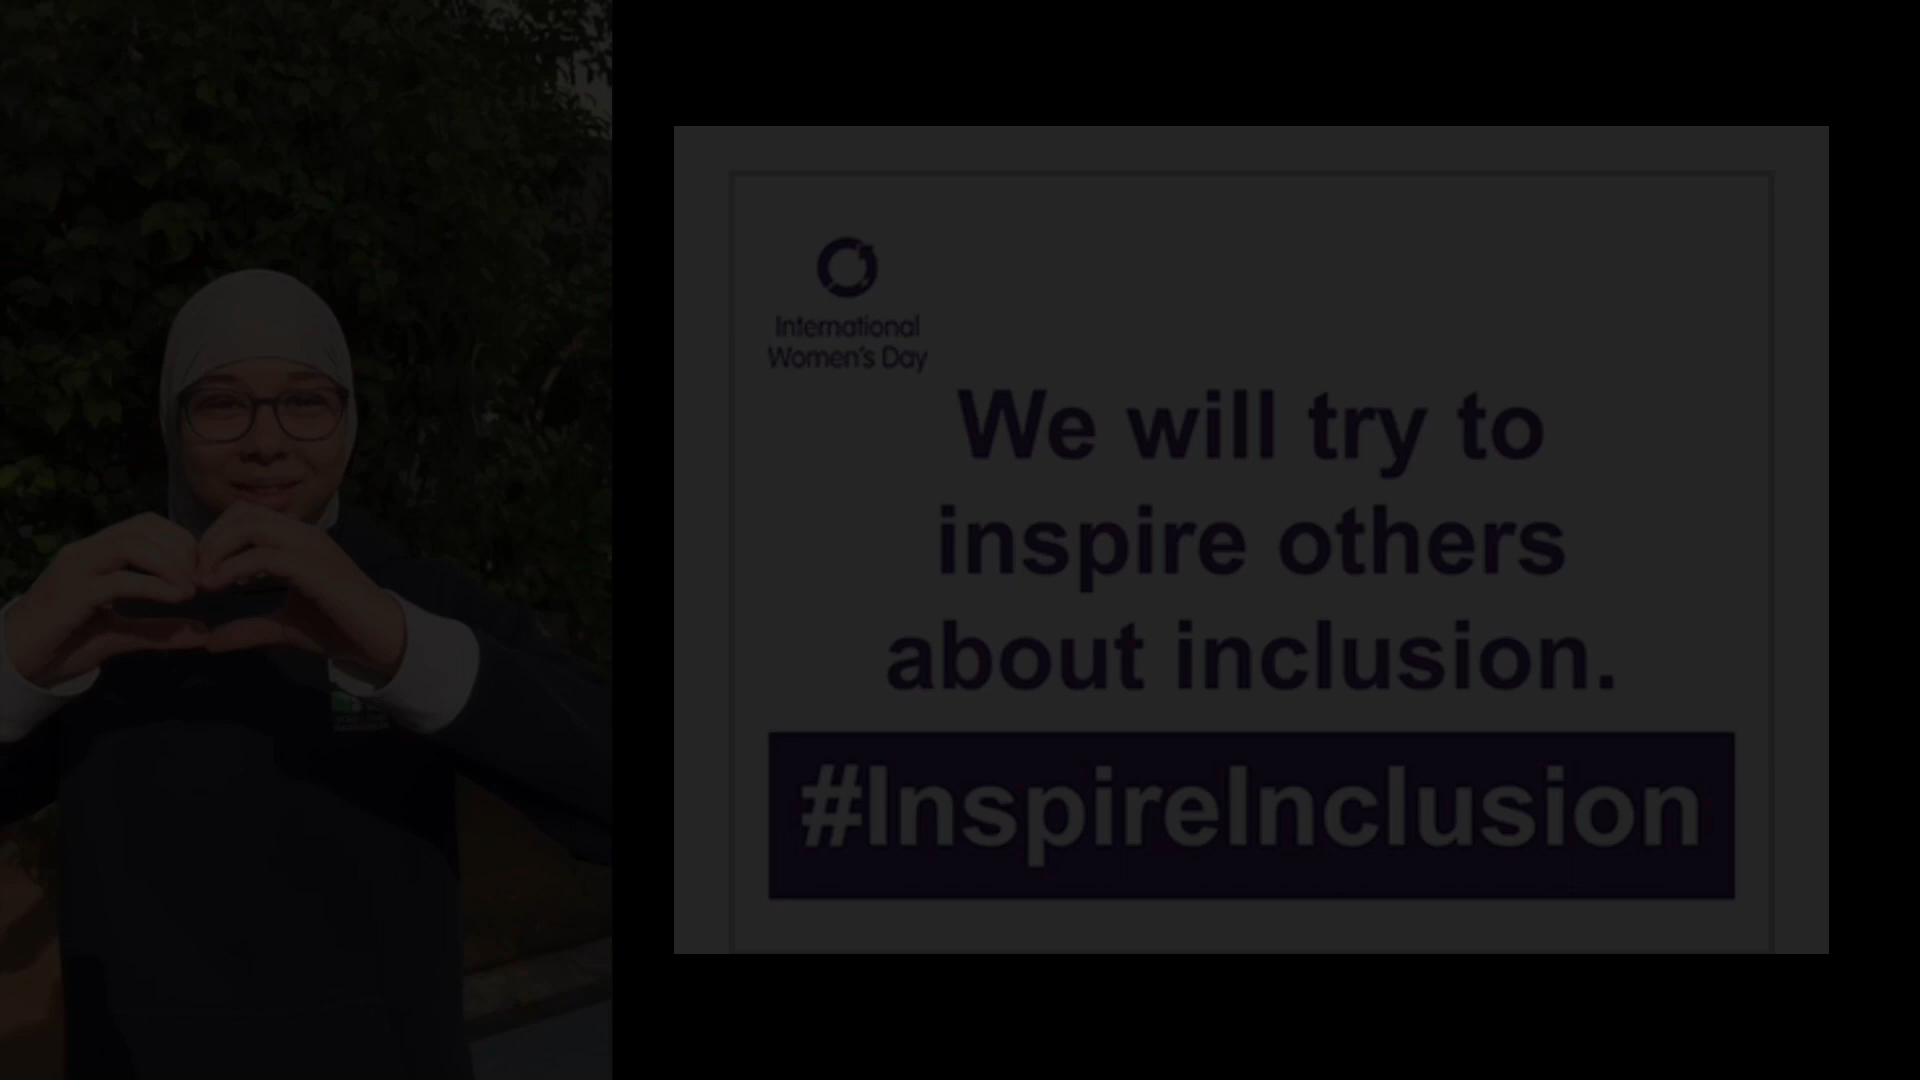 International
Women's Day
We will try to
inspire others
about inclusion.
#InspireInclusion